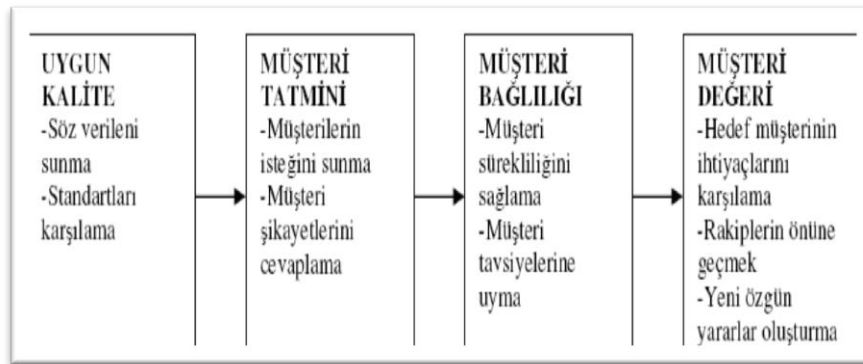 UYGUN
KALİTE
-Söz verileni
sunma
-Standartları
karşılama
MÜŞTERİ
TATMİNİ
-Müşterilerin
isteğini sunma
-Müşteri
şikayetlerini
cevaplama
MÜŞTERİ
BAĞLILIĞI
-Müşteri
sürekliliğini
sağlama
-Müşteri
tavsiyelerine
uyma
MÜŞTERİ
DEĞERİ
-Hedef müşterinin
ihtiyaçlarını
karşılama
-Rakiplerin önüne
geçmek
-Yeni özgün
yararlar oluşturma